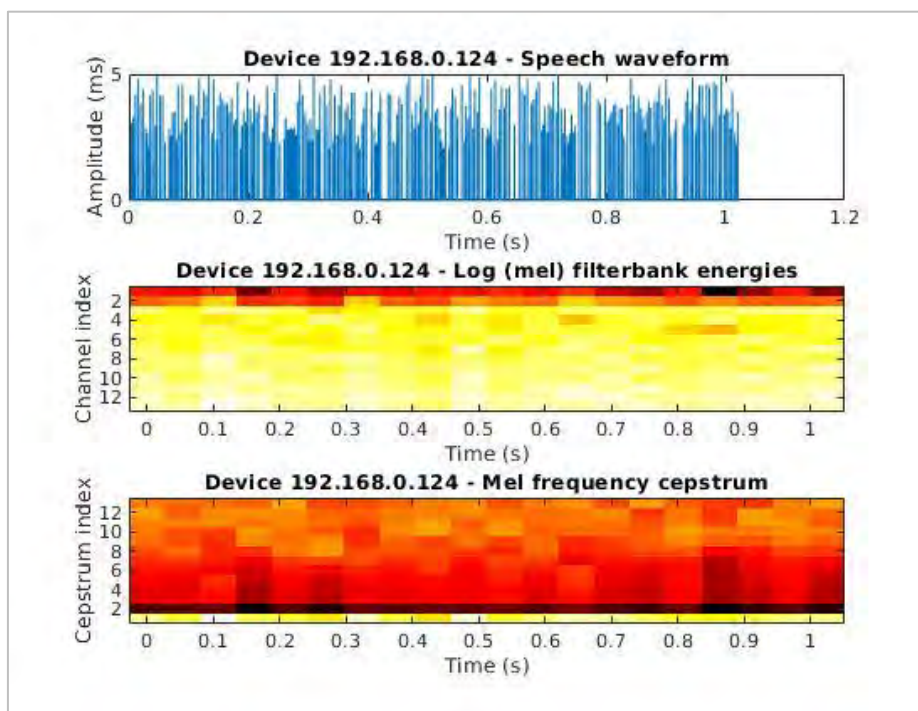 Device 192.168.0.124 - Speech waveform
Amplitude (ms)
5
0
0 0.2 0.4 0.6 0.8 1 1.2
Time (s)
Device 192.168.0.124 - Log (mel) filterbank energies
Channel index
2
4
6
8
10
12
0 0.1 0.2 0.3 0.4 0.5 0.6 0.7 0.8 0.9 1
Time (s)
Device 192.168.0.124 - Mel frequency cepstrum
Cepstrum index
12
10
8
6
4
2
0 0.1 0.2 0.3 0.4 0.5 0.6 0.7 0.8 0.9 1
Time (s)